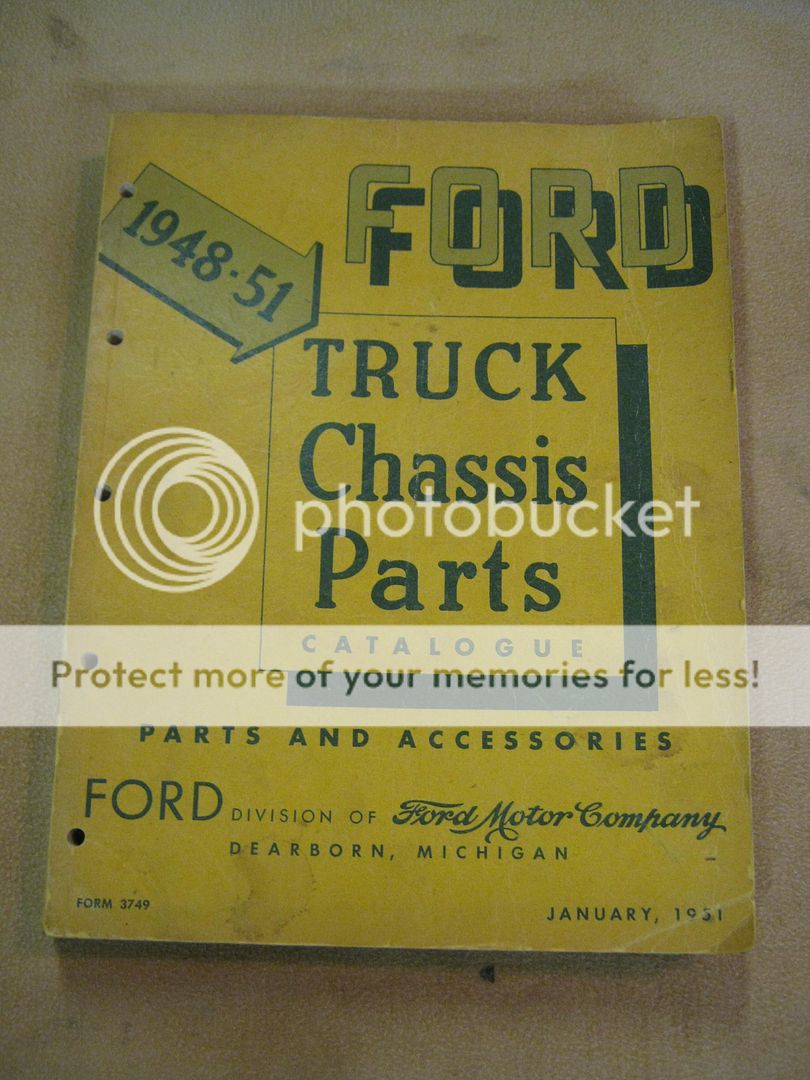 1948-51
FORD
TRUCK
Chassis
Parts
CATALOGUE
photobucket
Protect more of your memories for less!
PARTS AND ACCESSORIES
FORD DIVISION OF Ford Motor Company
DEARBORN, MICHIGAN
FORM 3749
JANUARY, 1951